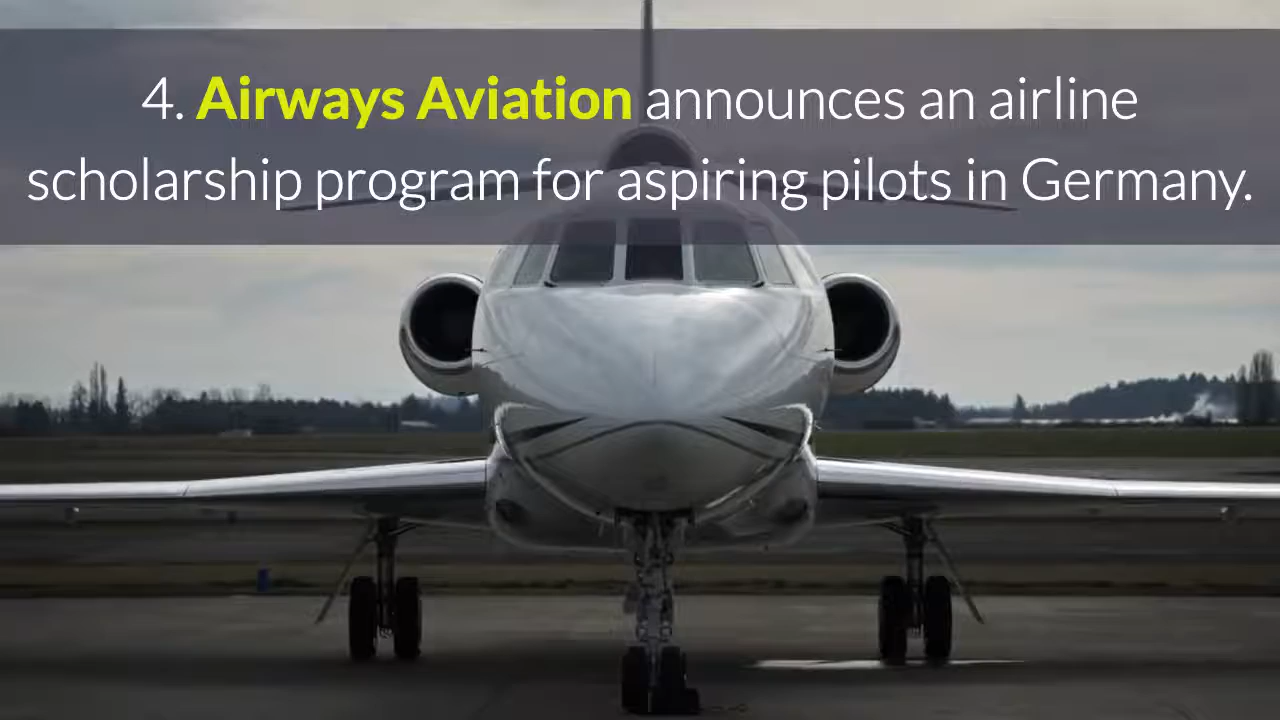 4. Airways Aviation announces an airline
scholarship program for aspiring pilots in Germany.